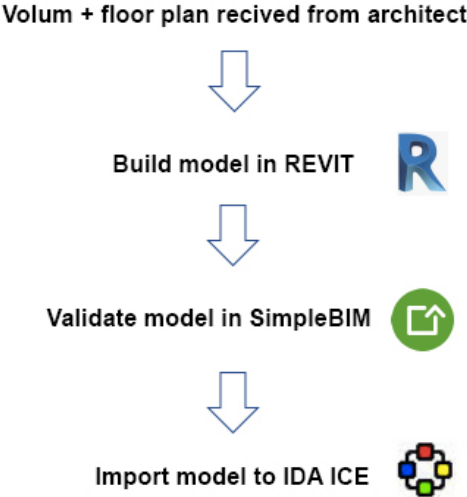 Volum + floor plan recived from architect
Build model in REVIT
R
Validate model in SimpleBIM
Import model to IDA ICE